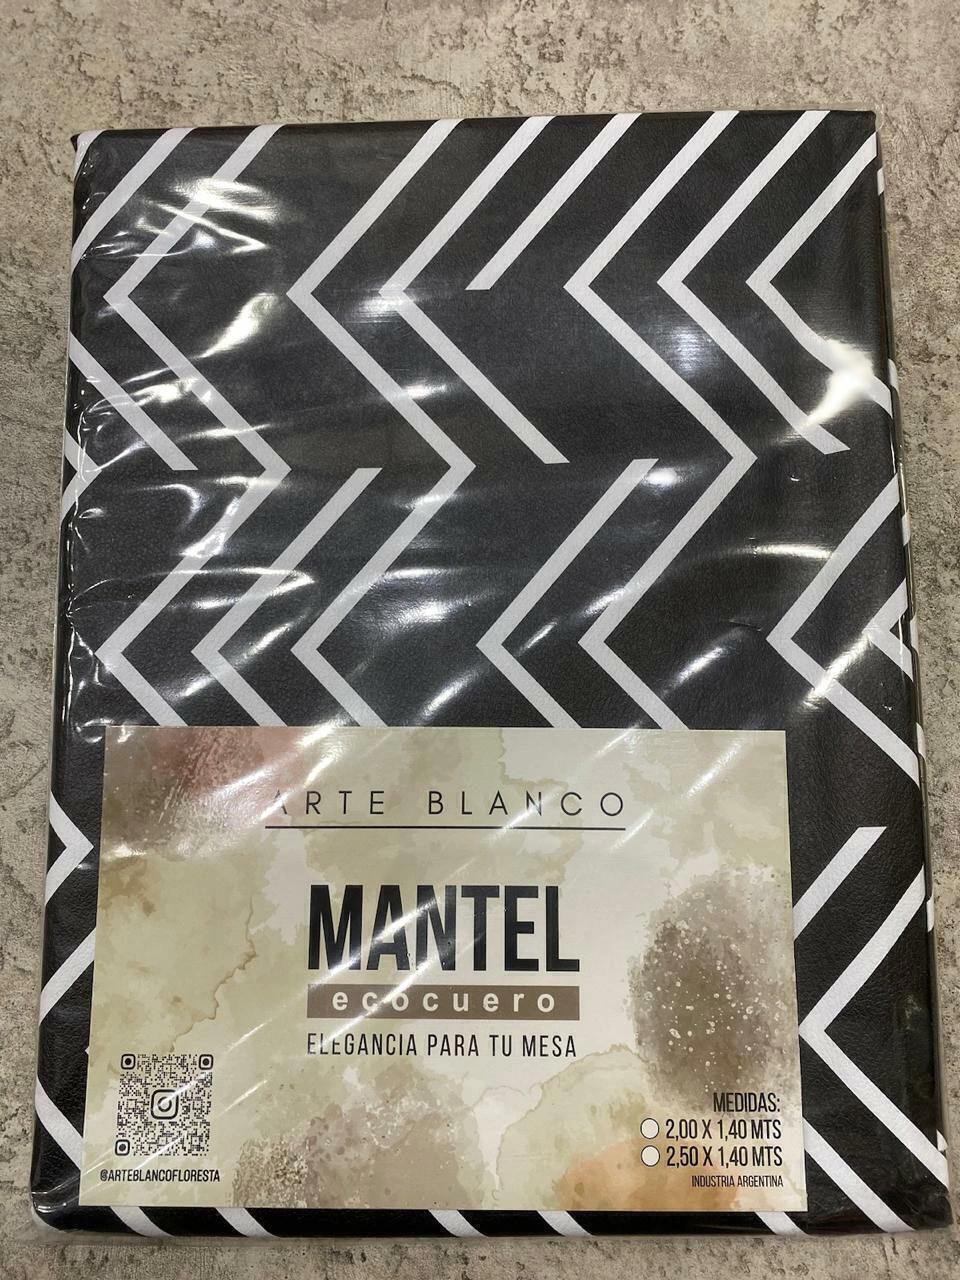 ARTE BLANCO
MANTEL
ecocuero
ELEGANCIA PARA TU MESA
MEDIDAS:
2,00 X 1,40 MTS
2,50 X 1,40 MTS
INDUSTRIA ARGENTINA
@ARTEBLANCOFLORESTA